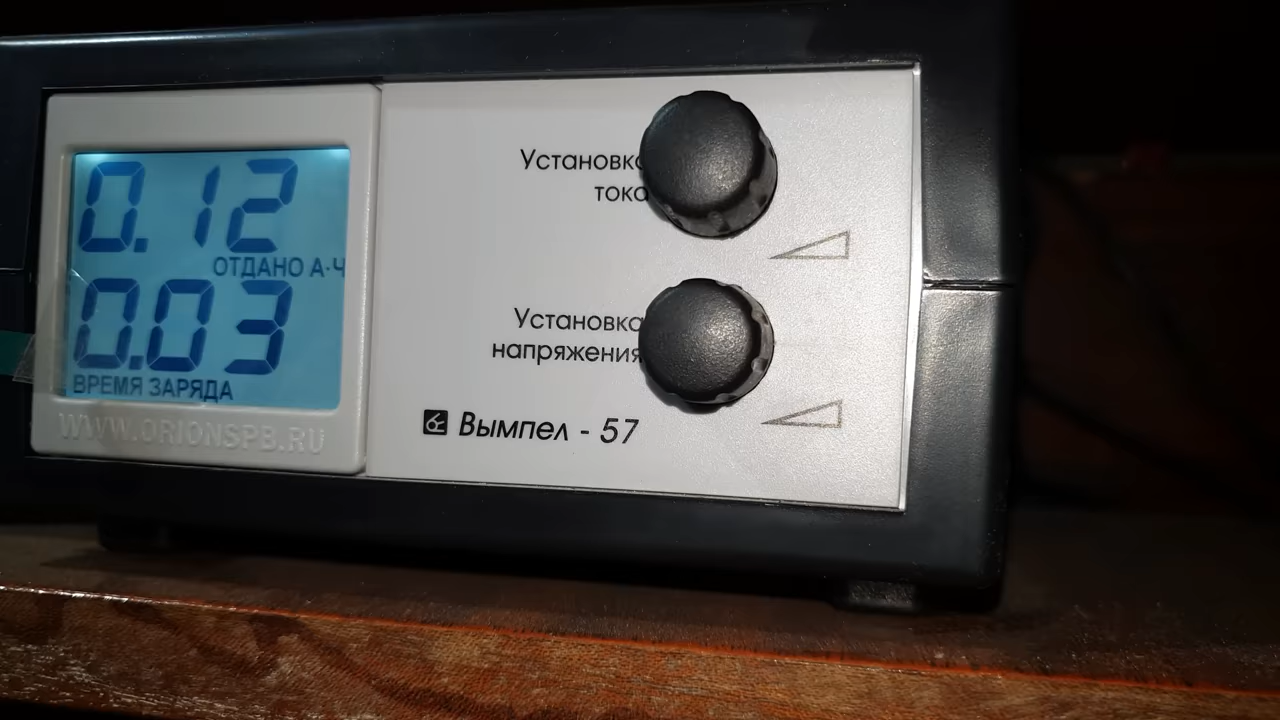 0.12
ОТДАНО А·Ч
0.03
ВРЕМЯ ЗАРЯДА
WWW.ORIONSPB.RU
Установка
тока
Установка
напряжения
Вымпел - 57